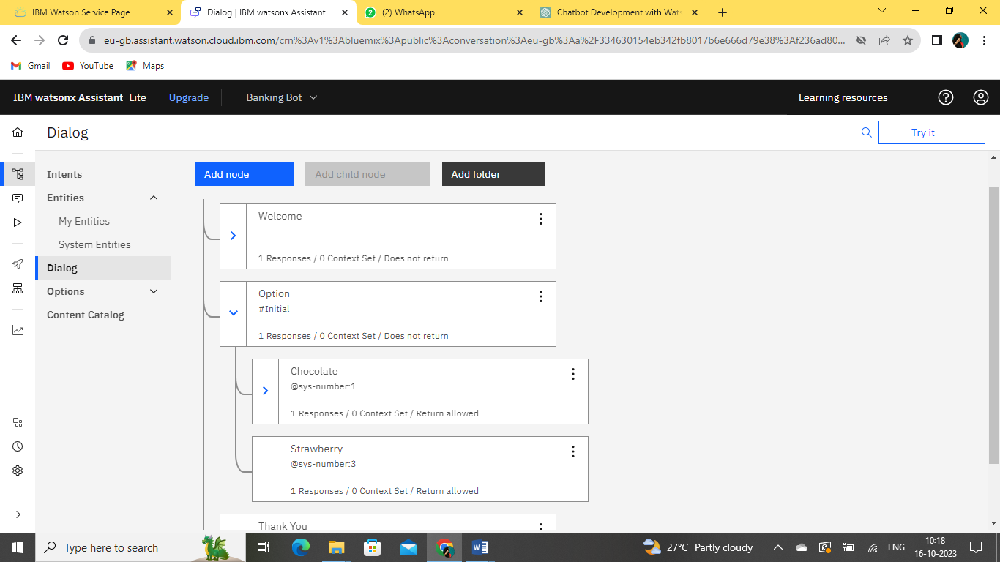 IBM Watson Service Page
Dialog | IBM watsonx Assistant
(2) WhatsApp
Chatbot Development with Wats
eu-gb.assistant.watson.cloud.ibm.com/crn%3Av1%3Abluemix%3Apublic%3Aconversation%3Aeu-gb%3Aa%2F334630154eb342fb8017b6e666d79e38%3Af236ad80...
Gmail
YouTube
Maps
IBM watsonx Assistant Lite
Upgrade
Banking Bot
Learning resources
Dialog
Try it
Intents
Entities
My Entities
System Entities
Dialog
Options
Content Catalog
Add node
Add child node
Add folder
Welcome
1 Responses / 0 Context Set / Does not return
Option
#Initial
1 Responses / 0 Context Set / Does not return
Chocolate
@sys-number:1
1 Responses / 0 Context Set / Return allowed
Strawberry
@sys-number:3
1 Responses / 0 Context Set / Return allowed
Thank You
Type here to search
27°C Partly cloudy
ENG
10:18
16-10-2023